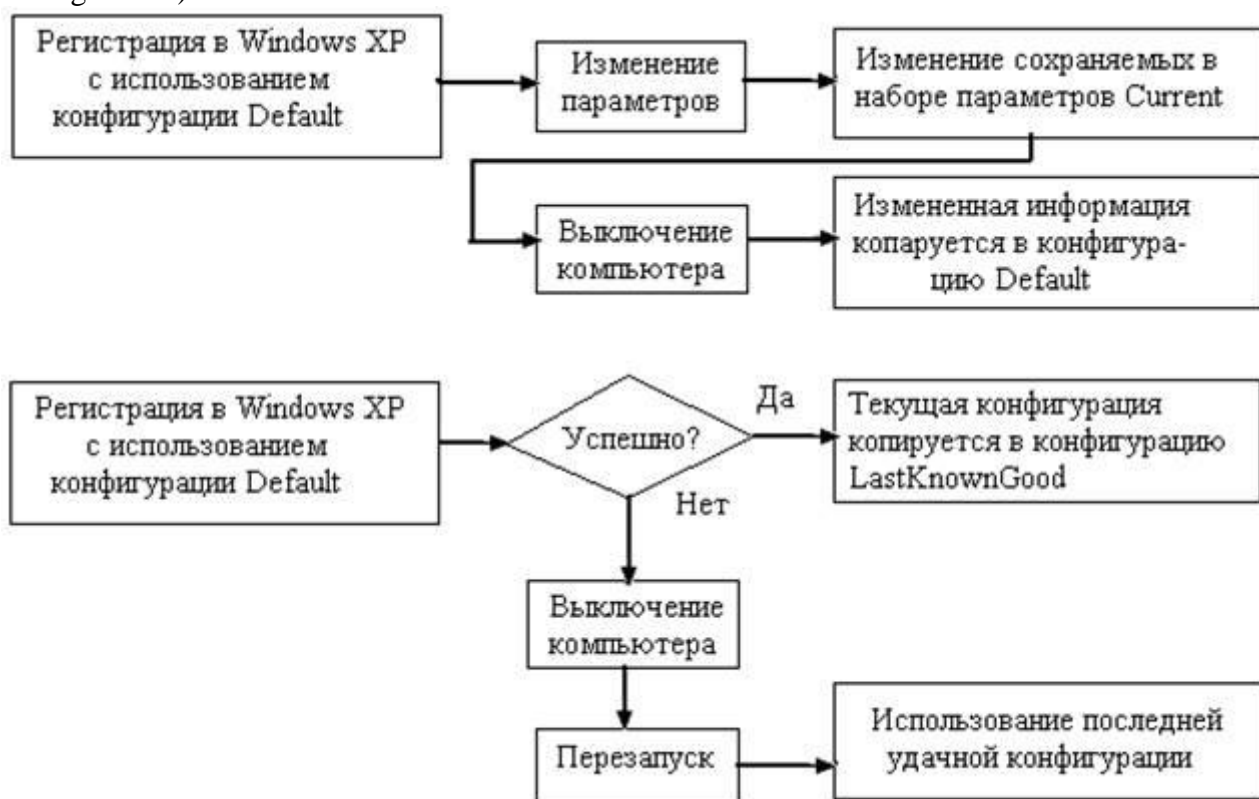 Регистрация в Windows XP
с использованием
конфигурации Default
Изменение
параметров
Изменение сохраняемых в
наборе параметров Current
Выключение
компьютера
Измененная информация
копаруется в конфигура-
цию Default
Регистрация в Windows XP
с использованием
конфигурации Default
Успешно?
Да
Текущая конфигурация
копируется в конфигурацию
LastKnownGood
Нет
Выключение
компьютера
Перезапуск
Использование последней
удачной конфигурации